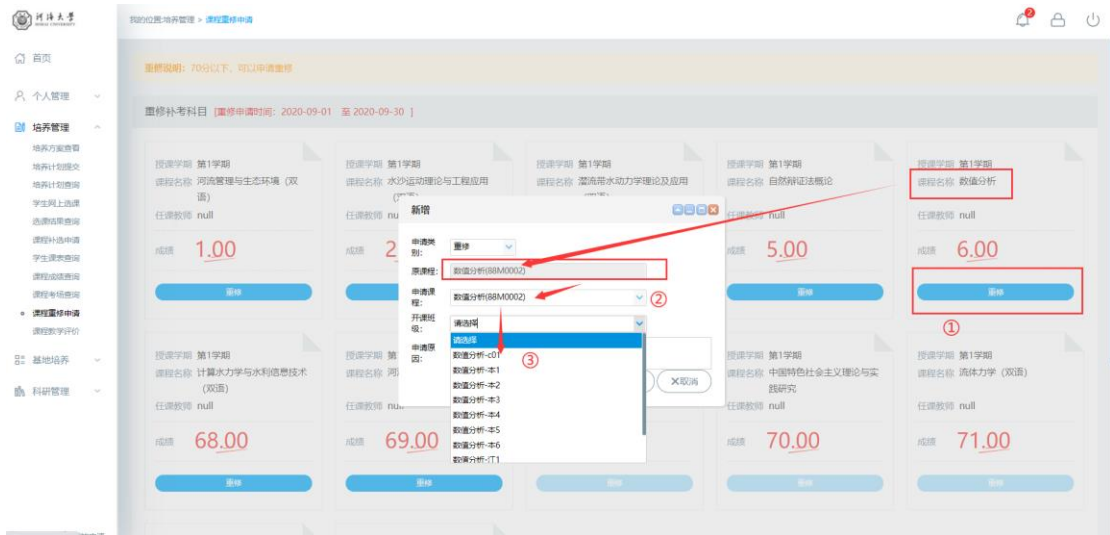 河海大学
我的位置:培养管理 > 课程重修申请
2
首页
个人管理
培养管理
培养方案查看
培养计划提交
培养计划查询
学生网上选课
选课结果查询
课程补选申请
学生课表查询
课程成绩查询
课程考场查询
课程重修申请
课程教学评价
基地培养
科研管理
重修说明：70分以下，可以申请重修
重修补考科目 [重修申请时间：2020-09-01 至 2020-09-30 ]
授课学期 第1学期
课程名称 河流管理与生态环境（双
语）
任课教师 null
成绩 1.00
重修
授课学期 第1学期
课程名称 水沙运动理论与工程应用
任课教师 nu
成绩 2
授课学期 第1学期
课程名称 潜流带水动力学理论及应用
授课学期 第1学期
课程名称 自然辩证法概论
任课教师 null
成绩 5.00
重修
授课学期 第1学期
课程名称 数值分析
任课教师 null
成绩 6.00
重修
①
新增
申请类
别:
重修
原课程:
数值分析(88M0002)
申请课
程:
数值分析(88M0002)
②
开课班
级:
请选择
请选择
数值分析-c01
数值分析-本1
数值分析-本2
数值分析-本3
数值分析-本4
数值分析-本5
数值分析-本6
数值分析-江1
③
申请原
因:
×取消
授课学期 第1学期
课程名称 计算水力学与水利信息技术
（双语）
任课教师 null
成绩 68.00
重修
授课学期 第
课程名称 河
任课教师 nu
成绩 69.00
重修
重修
授课学期 第1学期
课程名称 中国特色社会主义理论与实
践研究
任课教师 null
成绩 70.00
重修
授课学期 第1学期
课程名称 流体力学（双语）
任课教师 null
成绩 71.00
重修